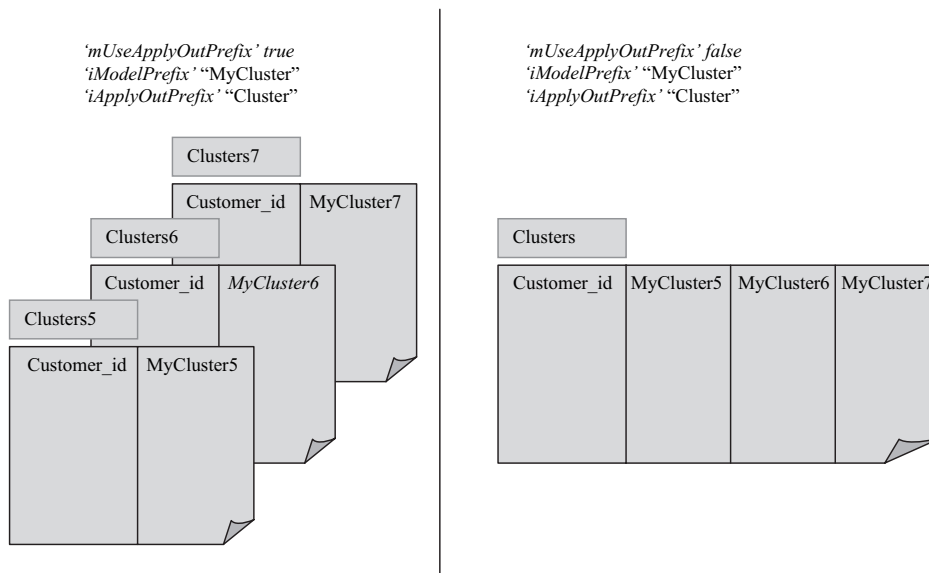 ‘mUseApplyOutPrefix’ true
‘iModelPrefix’ “MyCluster”
‘iApplyOutPrefix’ “Cluster”
Clusters7
Customer_id MyCluster7
Clusters6
Customer_id MyCluster6
Clusters5
Customer_id MyCluster5
‘mUseApplyOutPrefix’ false
‘iModelPrefix’ “MyCluster”
‘iApplyOutPrefix’ “Cluster”
Clusters
Customer_id MyCluster5 MyCluster6 MyCluster7